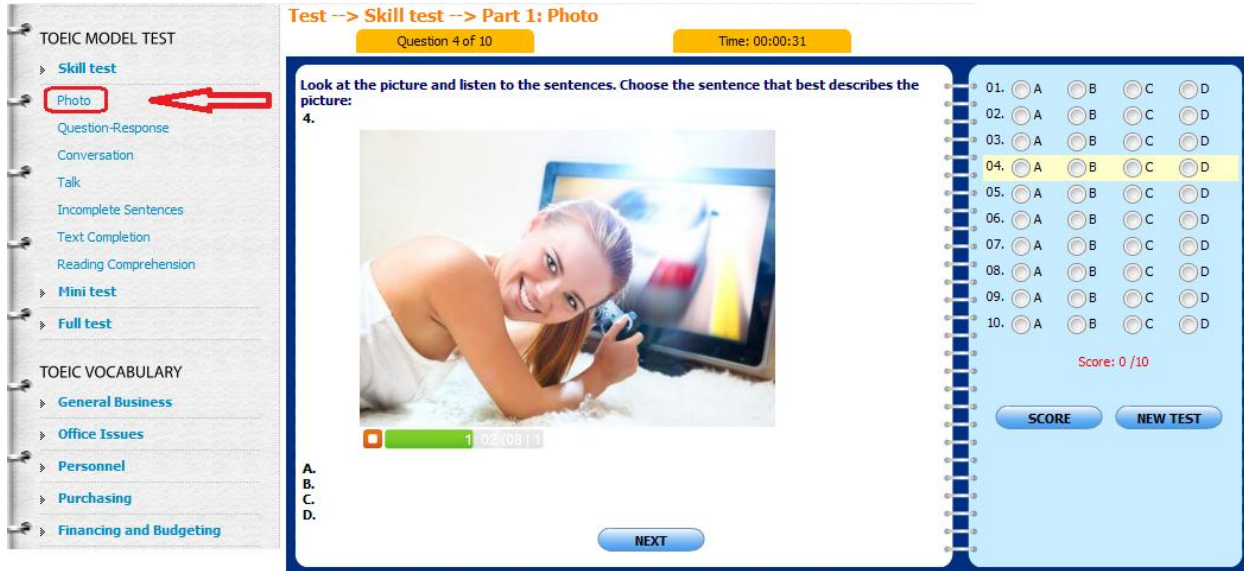 TOEIC MODEL TEST
Skill test
Photo
Question-Response
Conversation
Talk
Incomplete Sentences
Text Completion
Reading Comprehension
Mini test
Full test
TOEIC VOCABULARY
General Business
Office Issues
Personnel
Purchasing
Financing and Budgeting
Test --> Skill test --> Part 1: Photo
Question 4 of 10
Time: 00:00:31
Look at the picture and listen to the sentences. Choose the sentence that best describes the
picture:
4.
A.
B.
C.
D.
NEXT
01. A B C D
02. A B C D
03. A B C D
04. A B C D
05. A B C D
06. A B C D
07. A B C D
08. A B C D
09. A B C D
10. A B C D
Score: 0 /10
SCORE NEW TEST